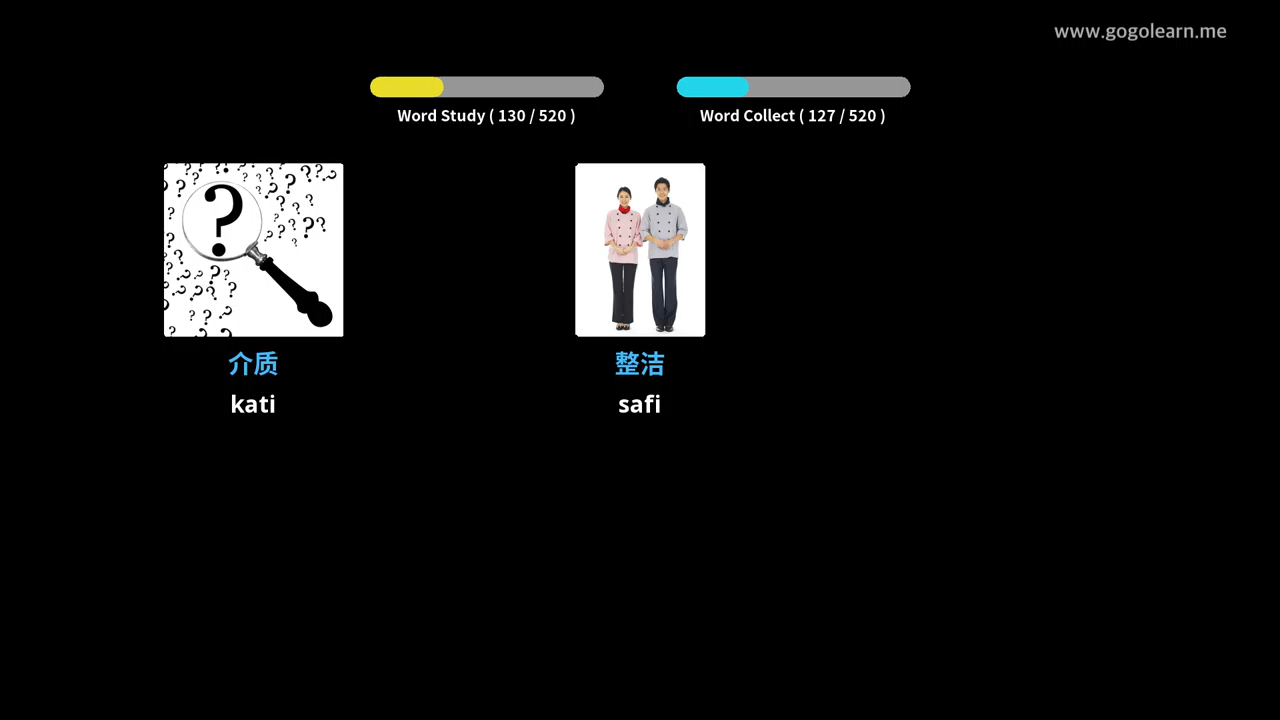 www.gogolearn.me
Word Study ( 130 / 520 )
Word Collect ( 127 / 520 )
介质
kati
整洁
safi